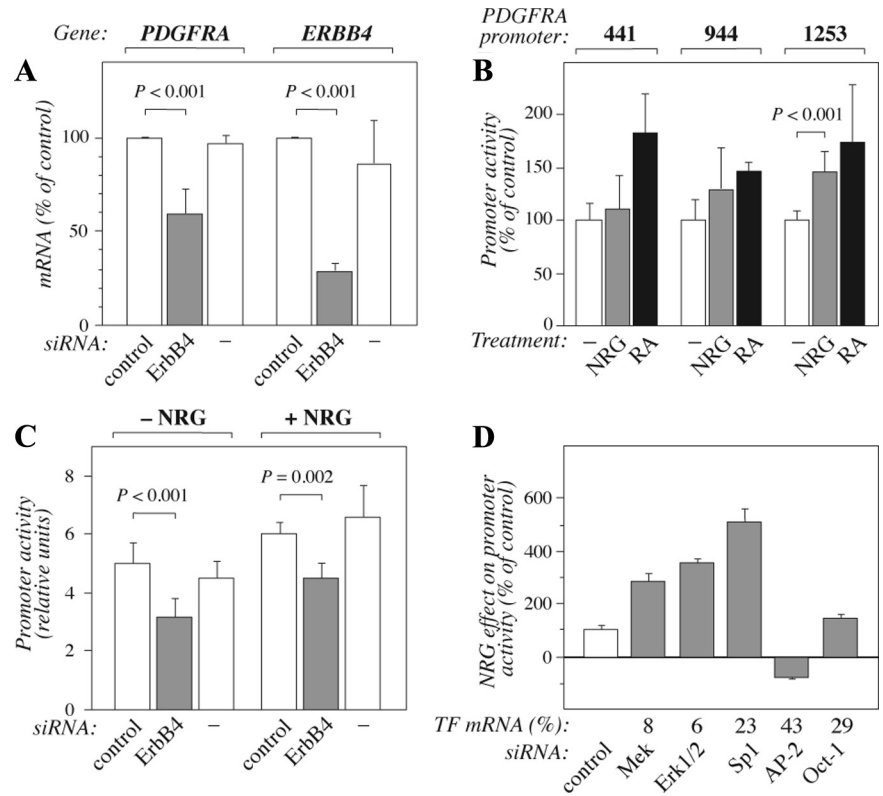 Gene: PDGFRA ERBB4
A
P < 0.001 P < 0.001
mRNA (% of control)
100
50
0
siRNA: control ErbB4 – control ErbB4 –
PDGFRA
promoter: 441 944 1253
B
P < 0.001
Promoter activity
(% of control)
200
150
100
50
0
Treatment: – NRG RA – NRG RA – NRG RA
C
– NRG + NRG
P < 0.001 P = 0.002
Promoter activity
(relative units)
8
6
4
2
0
siRNA: control ErbB4 – control ErbB4 –
D
NRG effect on promoter
activity (% of control)
600
400
200
0
TF mRNA (%): 8 6 23 43 29
siRNA: control Mek Erk1/2 Sp1 AP-2 Oct-1